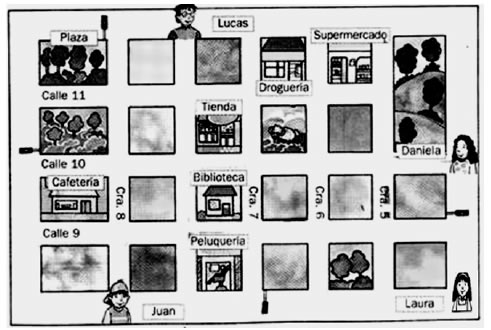 Lucas
Plaza
Supermercado
Droguería
Calle 11
Tienda
Calle 10
Daniela
Cafetería
Cra. 8
Biblioteca
Cra. 7
Cra. 6
Cra. 5
Calle 9
Peluquería
Juan
Laura